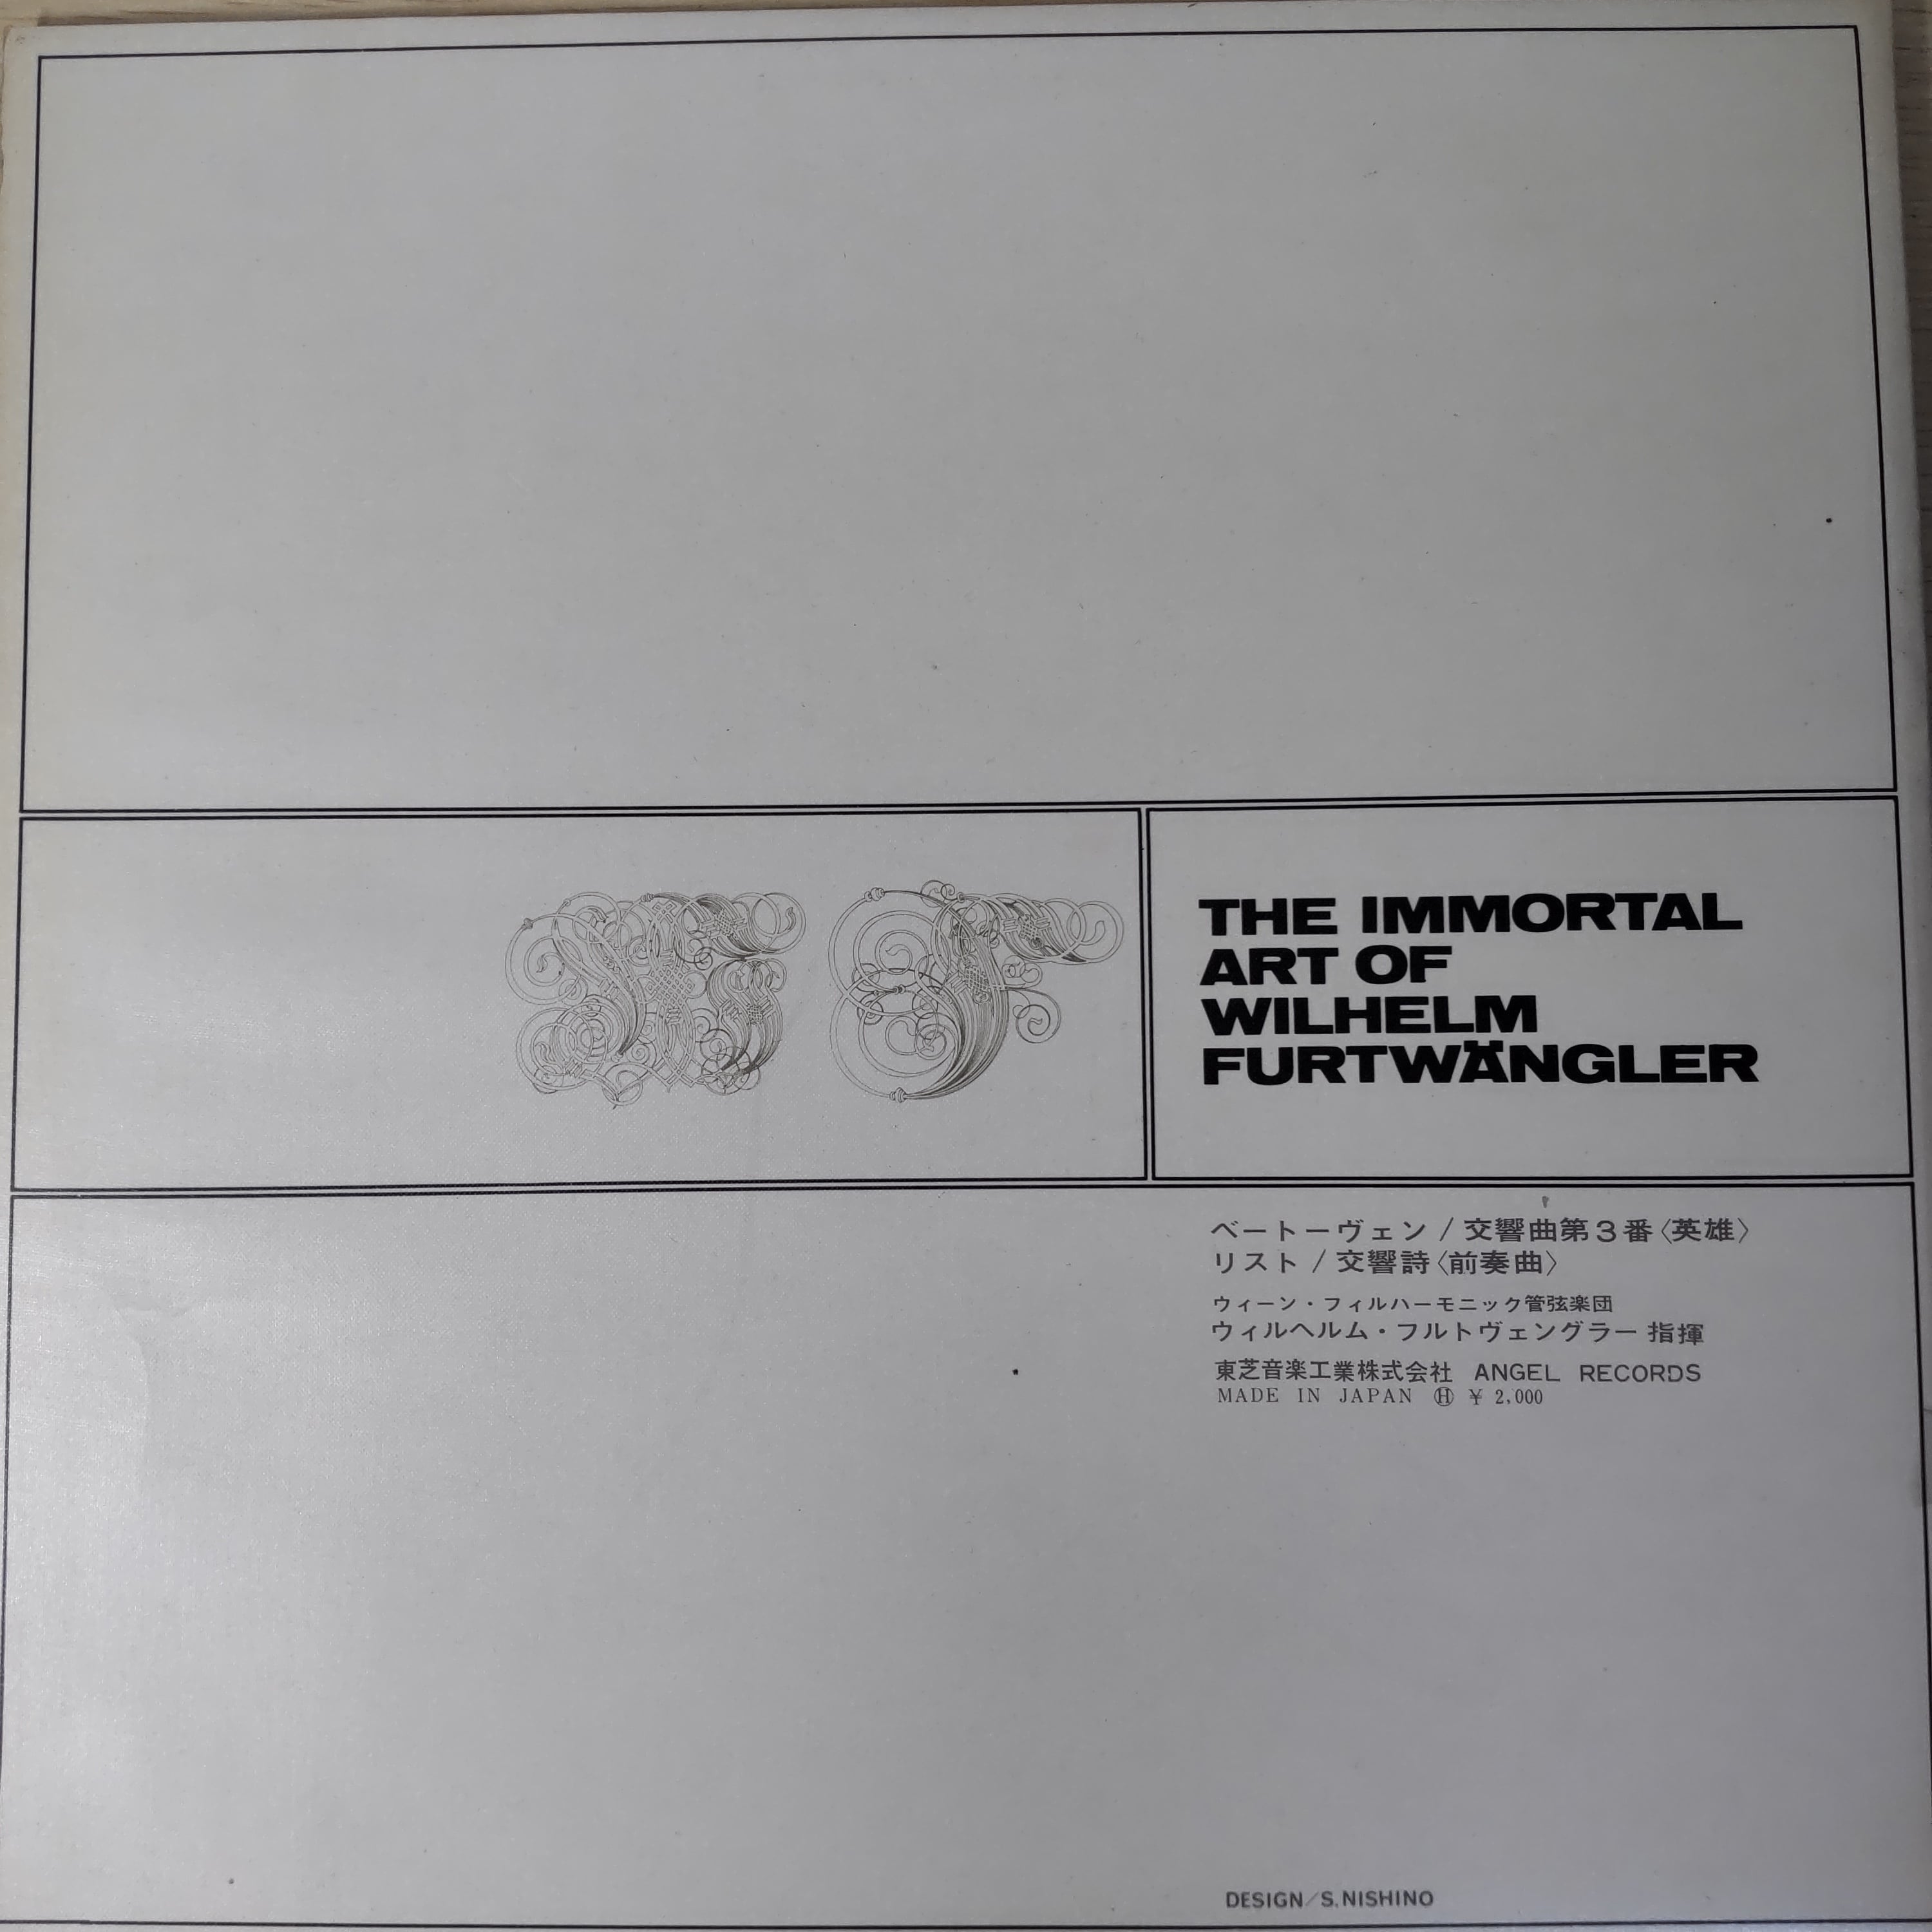 THE IMMORTAL
ART OF
WILHELM
FURTWÄNGLER
ベートーヴェン / 交響曲第3番〈英雄〉
リスト / 交響詩〈前奏曲〉
ウィーン・フィルハーモニック管弦楽団
ウィルヘルム・フルトヴェングラー 指揮
東芝音楽工業株式会社 ANGEL RECORDS
MADE IN JAPAN Ⓗ ¥ 2,000
DESIGN/S.NISHINO